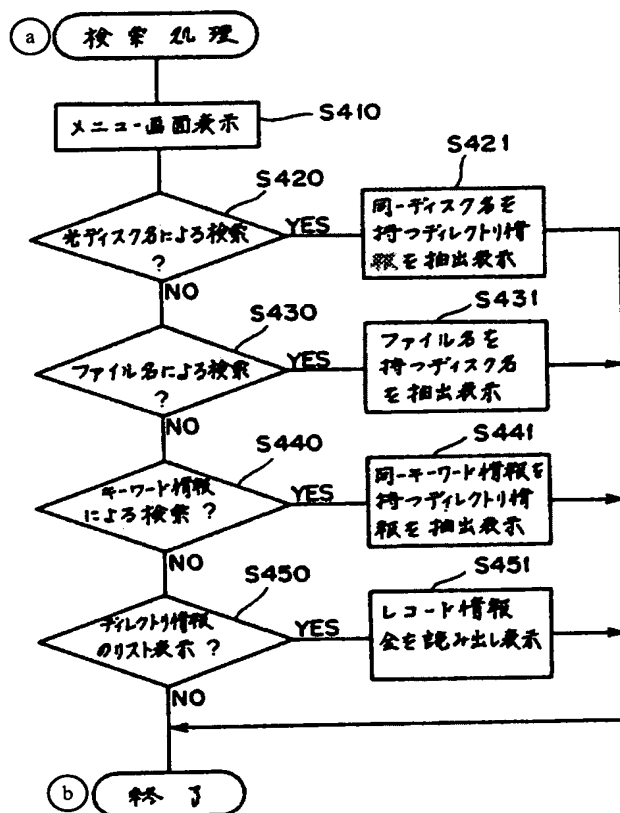 a 検索処理
S410
メニュー画面表示
S420
光ディスク名による検索
?
YES
NO
S421
同一ディスク名を
持つディレクトリ情
報を抽出表示
S430
ファイル名による検索
?
YES
NO
S431
ファイル名を
持つディスク名
を抽出表示
S440
キーワード情報
による検索?
YES
NO
S441
同一キーワード情報を
持つディレクトリ情
報を抽出表示
S450
ディレクトリ情報
のリスト表示?
YES
NO
S451
レコード情報
全を読み出し表示
b 終了